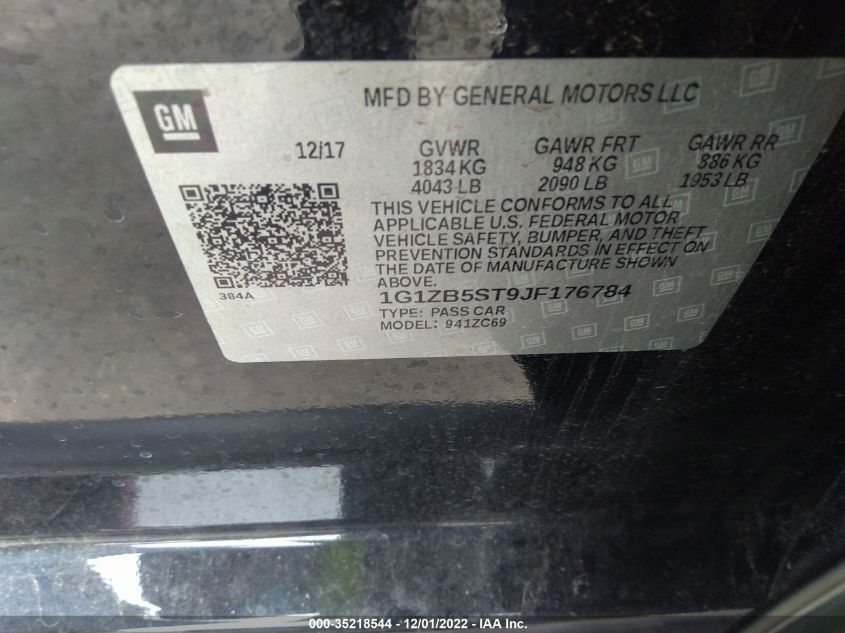 GM
MFD BY GENERAL MOTORS LLC
12/17
GVWR GAWR FRT GAWR RR
1834 KG 948 KG 886 KG
4043 LB 2090 LB 1953 LB
THIS VEHICLE CONFORMS TO ALL
APPLICABLE U.S. FEDERAL MOTOR
VEHICLE SAFETY, BUMPER, AND THEFT
PREVENTION STANDARDS IN EFFECT ON
THE DATE OF MANUFACTURE SHOWN
ABOVE.
384A
1G1ZB5ST9JF176784
TYPE: PASS CAR
MODEL: 941ZC69
000-35218544 - 12/01/2022 - IAA Inc.